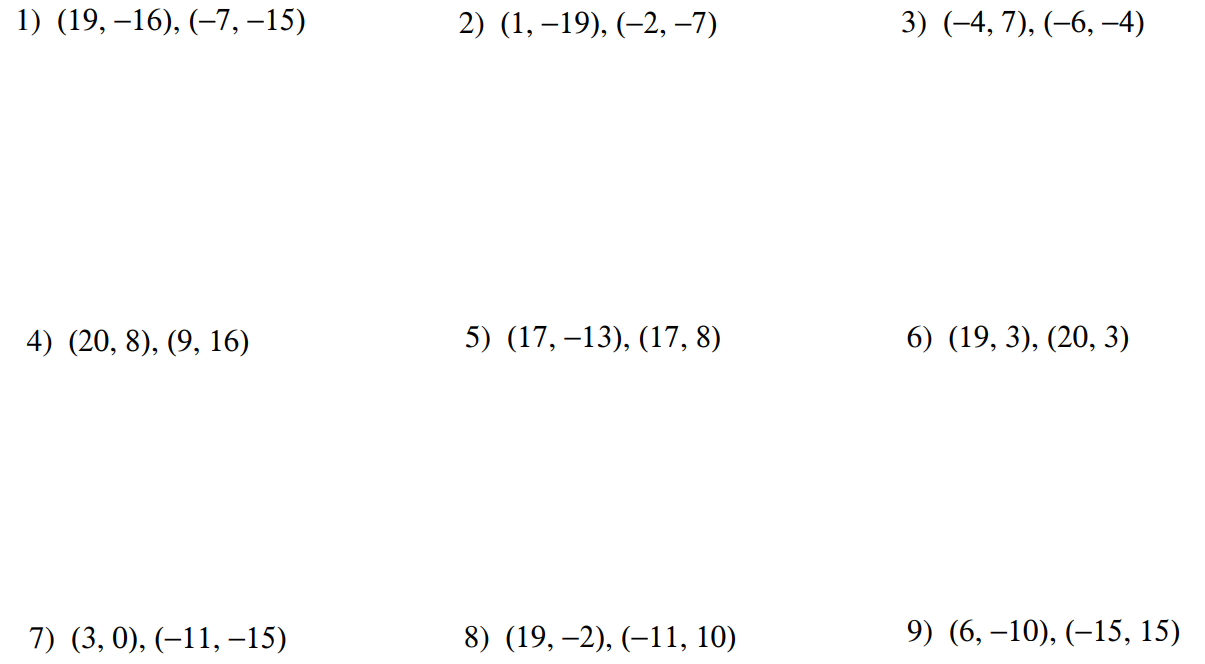 1) (19, −16), (−7, −15)
2) (1, −19), (−2, −7)
3) (−4, 7), (−6, −4)
4) (20, 8), (9, 16)
5) (17, −13), (17, 8)
6) (19, 3), (20, 3)
7) (3, 0), (−11, −15)
8) (19, −2), (−11, 10)
9) (6, −10), (−15, 15)